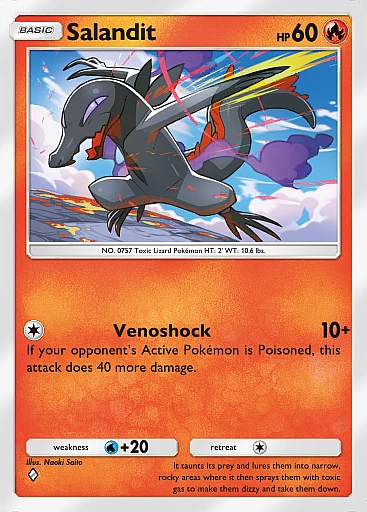 BASIC Salandit HP 60
NO. 0757 Toxic Lizard Pokémon HT: 2' WT: 10.6 lbs.
Venoshock 10+
If your opponent's Active Pokémon is Poisoned, this
attack does 40 more damage.
weakness +20 retreat
Illus. Naoki Saito
It taunts its prey and lures them into narrow,
rocky areas where it then sprays them with toxic
gas to make them dizzy and take them down.